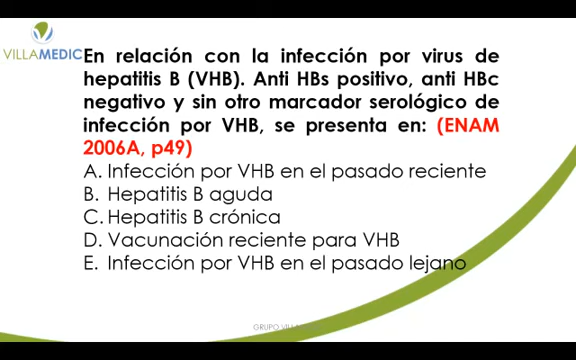 VILLAMEDIC
En relación con la infección por virus de
hepatitis B (VHB). Anti HBs positivo, anti HBc
negativo y sin otro marcador serológico de
infección por VHB, se presenta en: (ENAM
2006A, p49)
A. Infección por VHB en el pasado reciente
B. Hepatitis B aguda
C. Hepatitis B crónica
D. Vacunación reciente para VHB
E. Infección por VHB en el pasado lejano
GRUPO